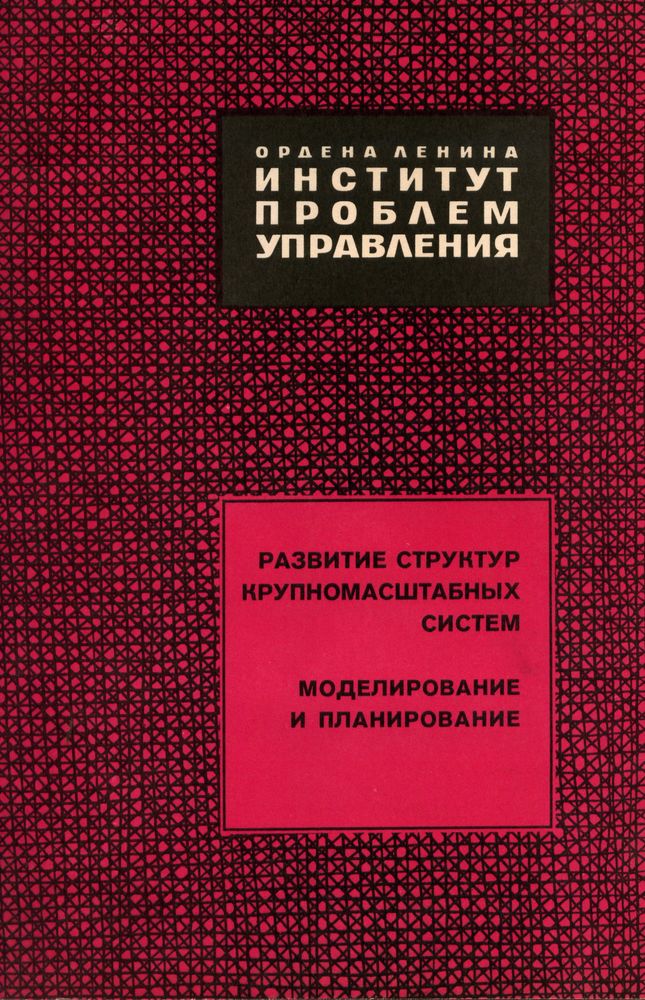 ОРДЕНА ЛЕНИНА
ИНСТИТУТ
ПРОБЛЕМ
УПРАВЛЕНИЯ
РАЗВИТИЕ СТРУКТУР
КРУПНОМАСШТАБНЫХ
СИСТЕМ
МОДЕЛИРОВАНИЕ
И ПЛАНИРОВАНИЕ